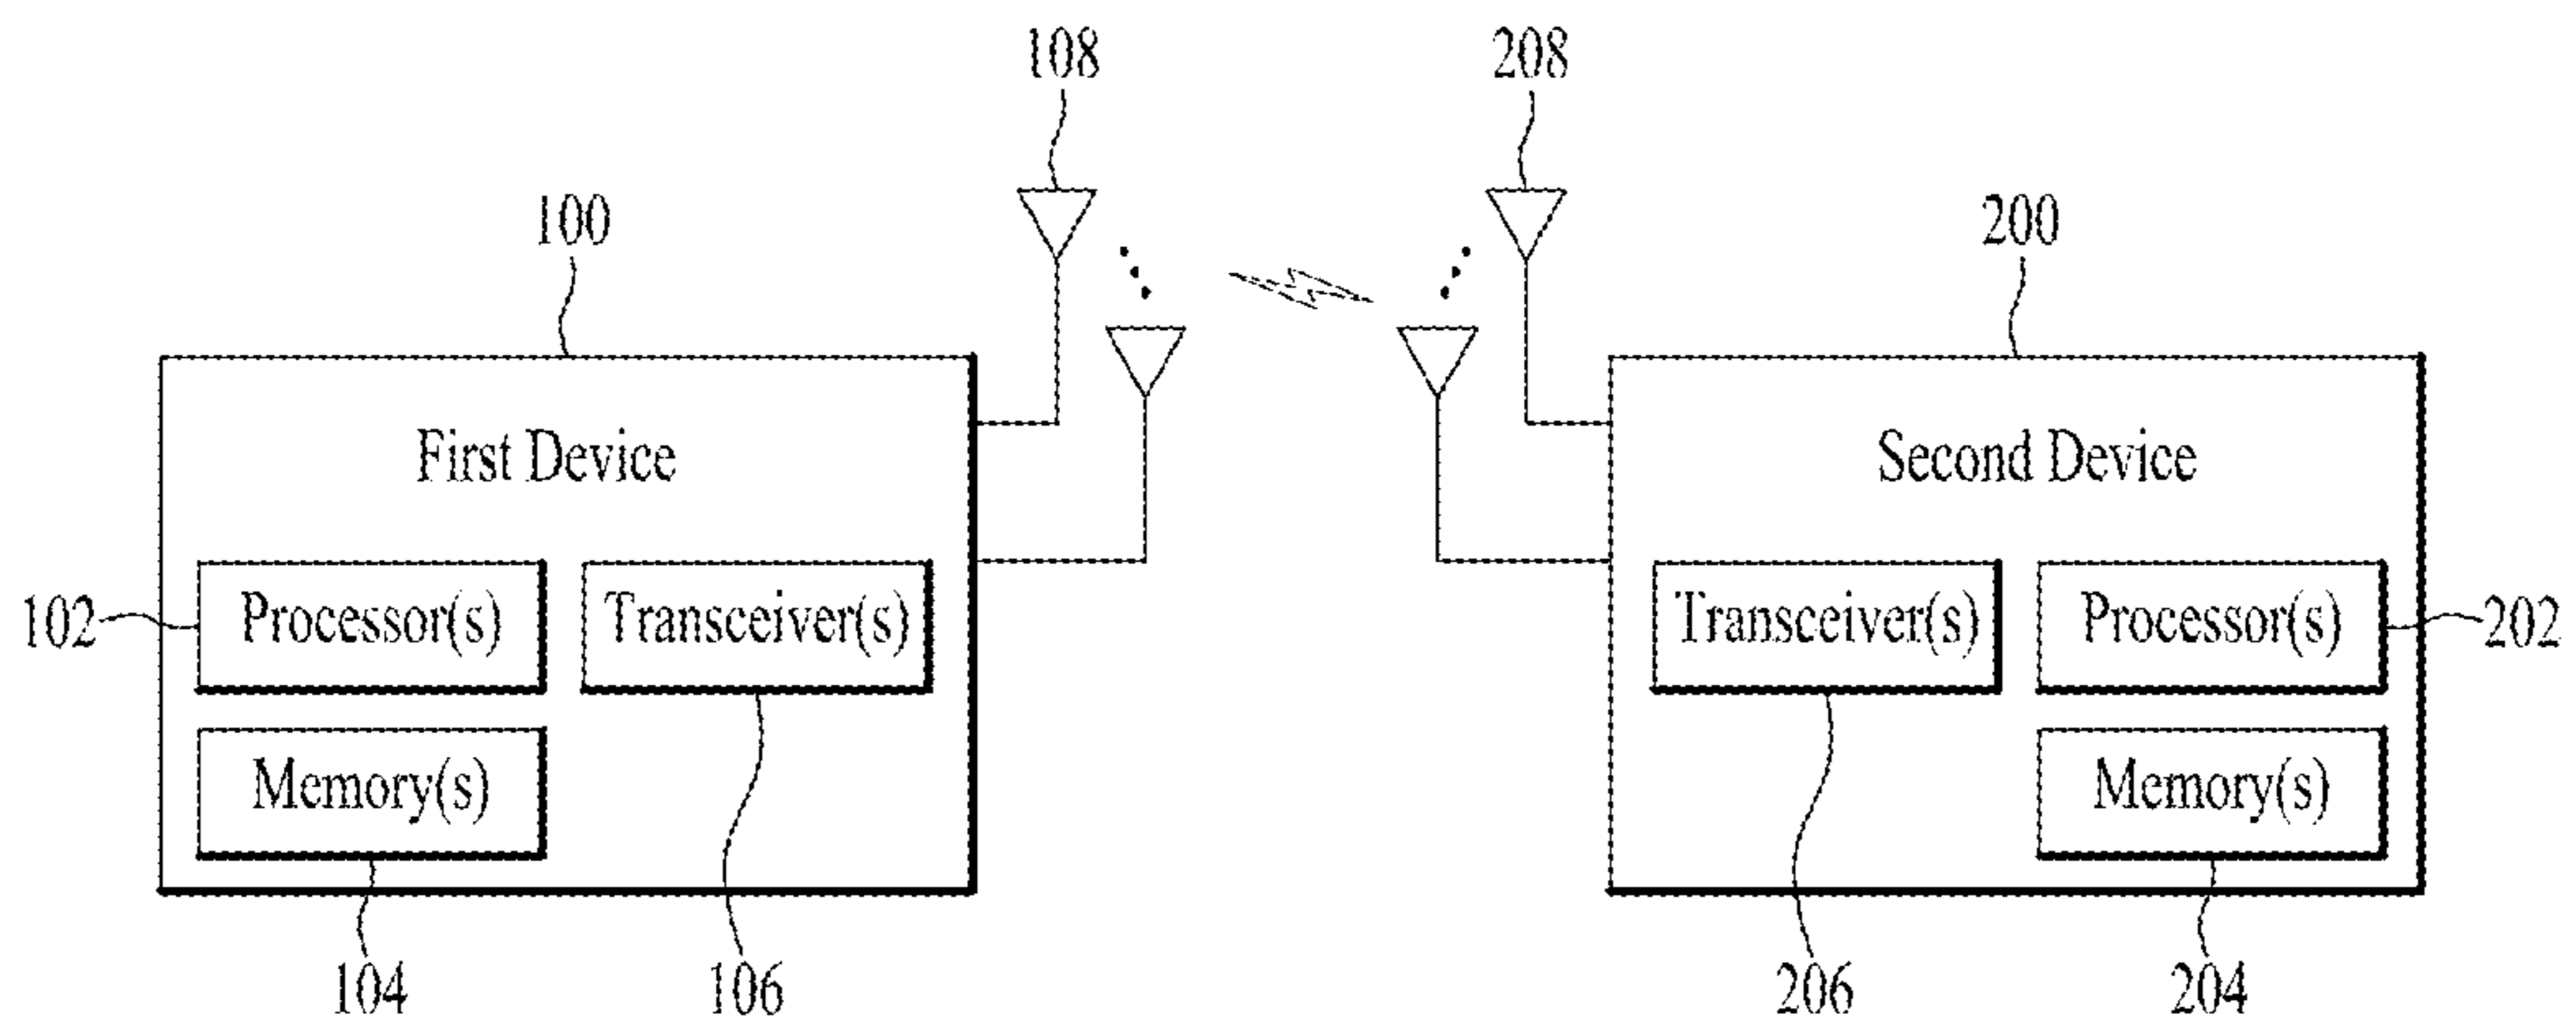 108 208
100 200
First Device Second Device
102 Processor(s) Transceiver(s) Transceiver(s) Processor(s) 202
Memory(s) Memory(s)
104 106 206 204